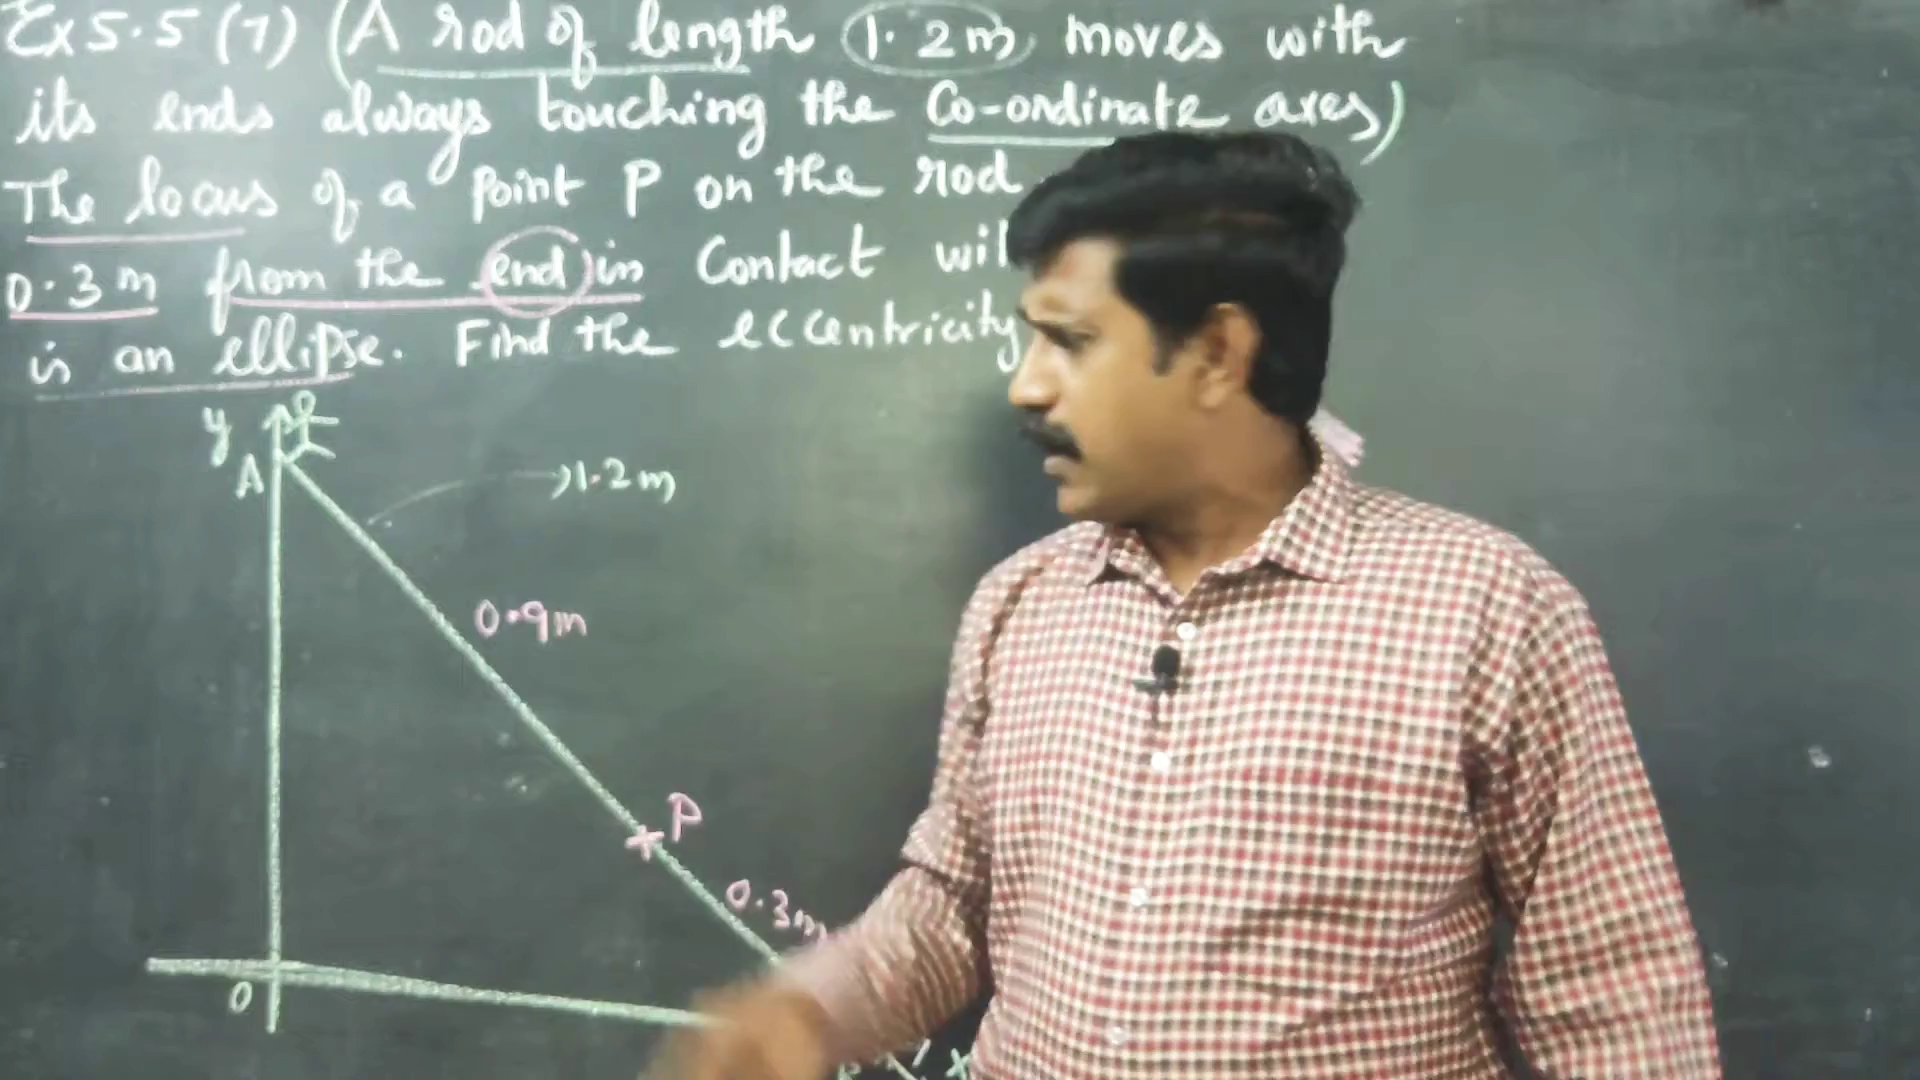 Ex 5.5 (7) (A rod of length 1.2m moves with
its ends always touching the Co-ordinate axes)
The locus of a point P on the rod
0.3m from the end in Contact
is an ellipse. Find the eccentricity
y
A
1.2m
0.9m
P
0.3m
O
x